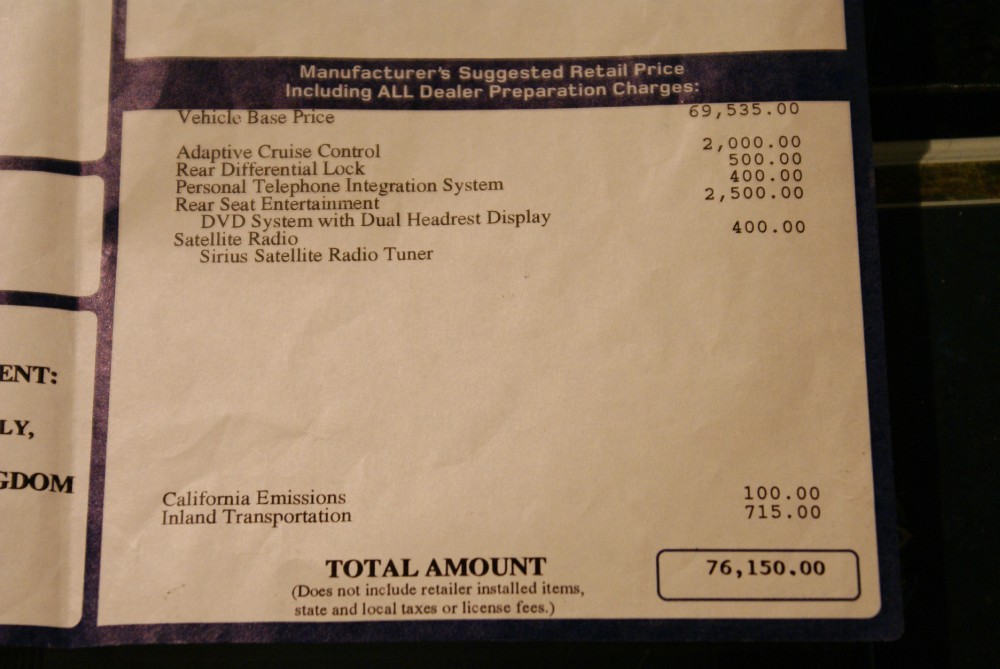 Manufacturer's Suggested Retail Price
Including ALL Dealer Preparation Charges:
Vehicle Base Price 69,535.00
Adaptive Cruise Control 2,000.00
Rear Differential Lock 500.00
Personal Telephone Integration System 400.00
Rear Seat Entertainment 2,500.00
DVD System with Dual Headrest Display
Satellite Radio 400.00
Sirius Satellite Radio Tuner
ENT:
LY,
GDOM
California Emissions 100.00
Inland Transportation 715.00
TOTAL AMOUNT 76,150.00
(Does not include retailer installed items,
state and local taxes or license fees.)